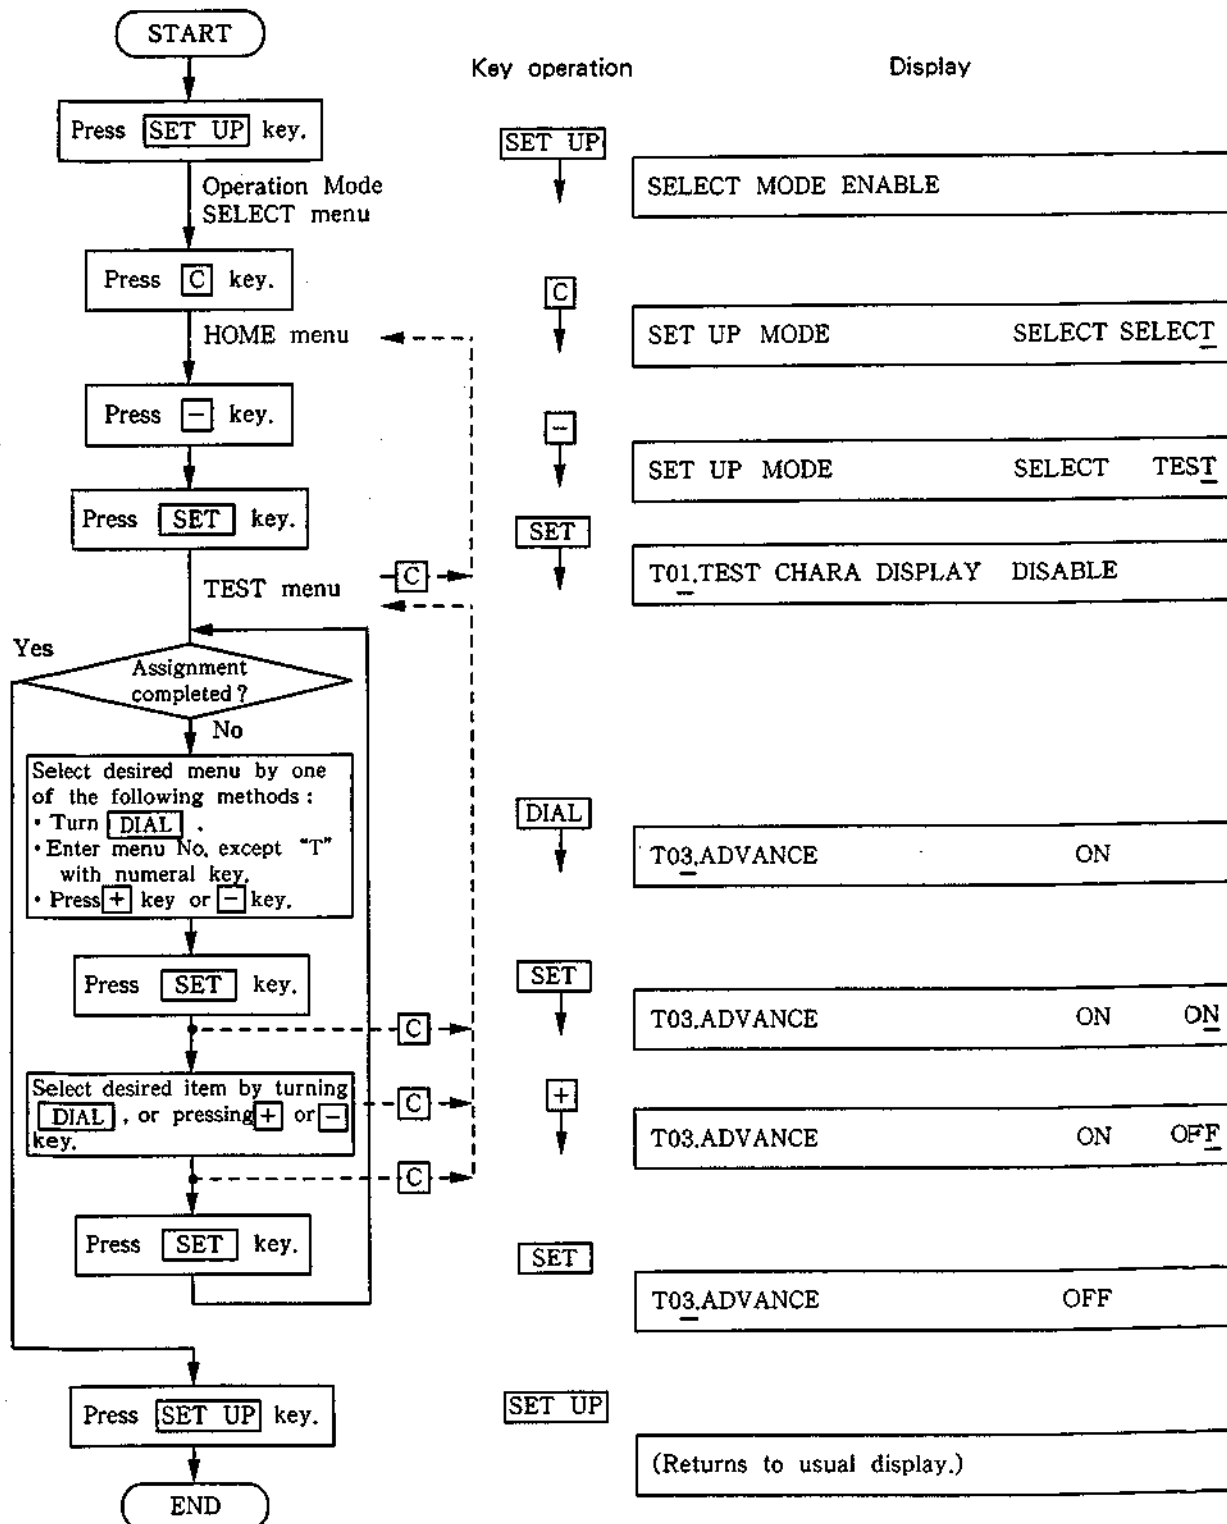 START
Key operation
Display
Press SET UP key.
SET UP
Operation Mode
SELECT menu
SELECT MODE ENABLE
Press C key.
C
HOME menu
SET UP MODE SELECT SELECT
Press − key.
−
SET UP MODE SELECT TEST
Press SET key.
SET
TEST menu
C
T01.TEST CHARA DISPLAY DISABLE
Yes
Assignment
completed?
No
Select desired menu by one
of the following methods:
• Turn DIAL .
• Enter menu No. except “T”
with numeral key.
• Press + key or − key.
DIAL
T03.ADVANCE ON
Press SET key.
SET
C
T03.ADVANCE ON ON
Select desired item by turning
DIAL , or pressing + or −
key.
C
+
T03.ADVANCE ON OFF
C
Press SET key.
SET
T03.ADVANCE OFF
Press SET UP key.
SET UP
(Returns to usual display.)
END